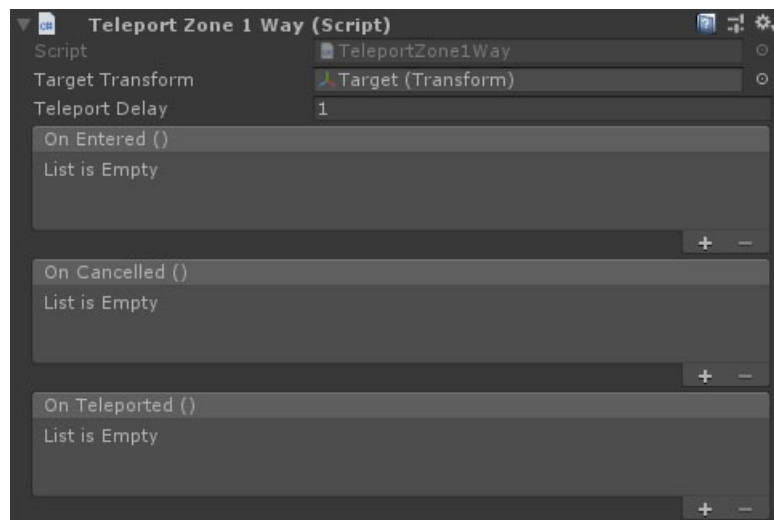 Teleport Zone 1 Way (Script)
Script TeleportZone1Way
Target Transform Target (Transform)
Teleport Delay 1
On Entered ()
List is Empty
+ −
On Cancelled ()
List is Empty
+ −
On Teleported ()
List is Empty
+ −